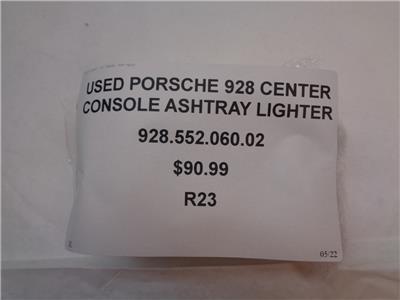 USED PORSCHE 928 CENTER
CONSOLE ASHTRAY LIGHTER
928.552.060.02
$90.99
R23
05/22